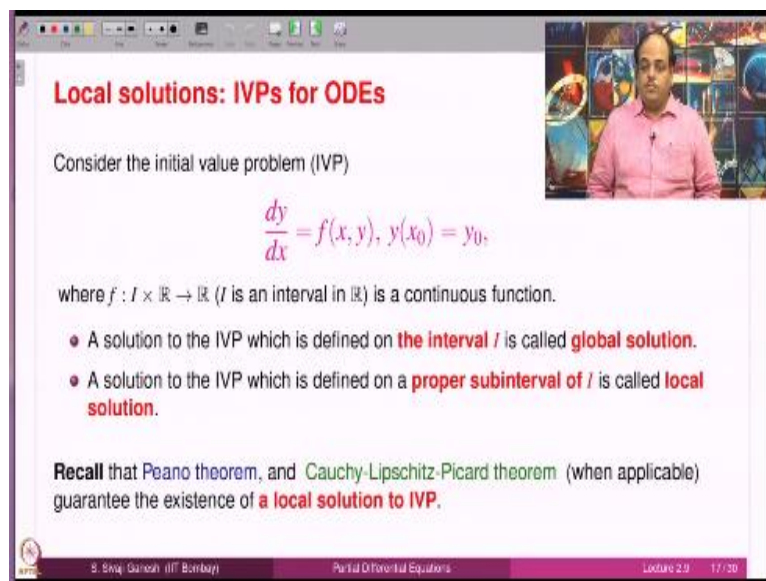 Local solutions: IVPs for ODEs
Consider the initial value problem (IVP)
dy/dx = f(x, y), y(x₀) = y₀,
where f : I × ℝ → ℝ (I is an interval in ℝ) is a continuous function.
• A solution to the IVP which is defined on the interval I is called global solution.
• A solution to the IVP which is defined on a proper subinterval of I is called local
solution.
Recall that Peano theorem, and Cauchy-Lipschitz-Picard theorem (when applicable)
guarantee the existence of a local solution to IVP.
S. Sivaji Ganesh (IIT Bombay) Partial Differential Equations Lecture 2.9 17/30